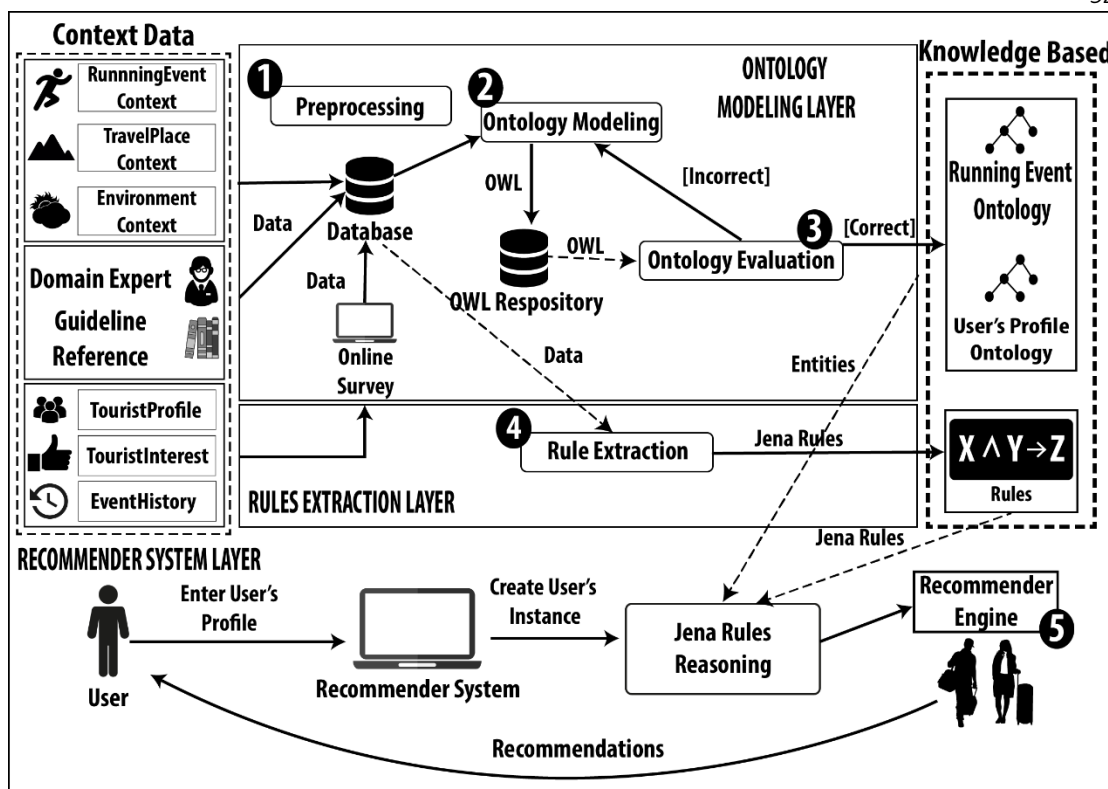 Context Data
RunnningEvent
Context
TravelPlace
Context
Environment
Context
Domain Expert
Guideline
Reference
TouristProfile
TouristInterest
EventHistory
1
Preprocessing
2
Ontology Modeling
ONTOLOGY
MODELING LAYER
Data
Database
Data
Online
Survey
OWL
OWL Respository
OWL
[Incorrect]
3
Ontology Evaluation
[Correct]
Data
Entities
4
Rule Extraction
Jena Rules
RULES EXTRACTION LAYER
Knowledge Based
Running Event
Ontology
User's Profile
Ontology
X ∧ Y → Z
Rules
Jena Rules
RECOMMENDER SYSTEM LAYER
User
Enter User's
Profile
Recommender System
Create User's
Instance
Jena Rules
Reasoning
Recommender
Engine
5
Recommendations